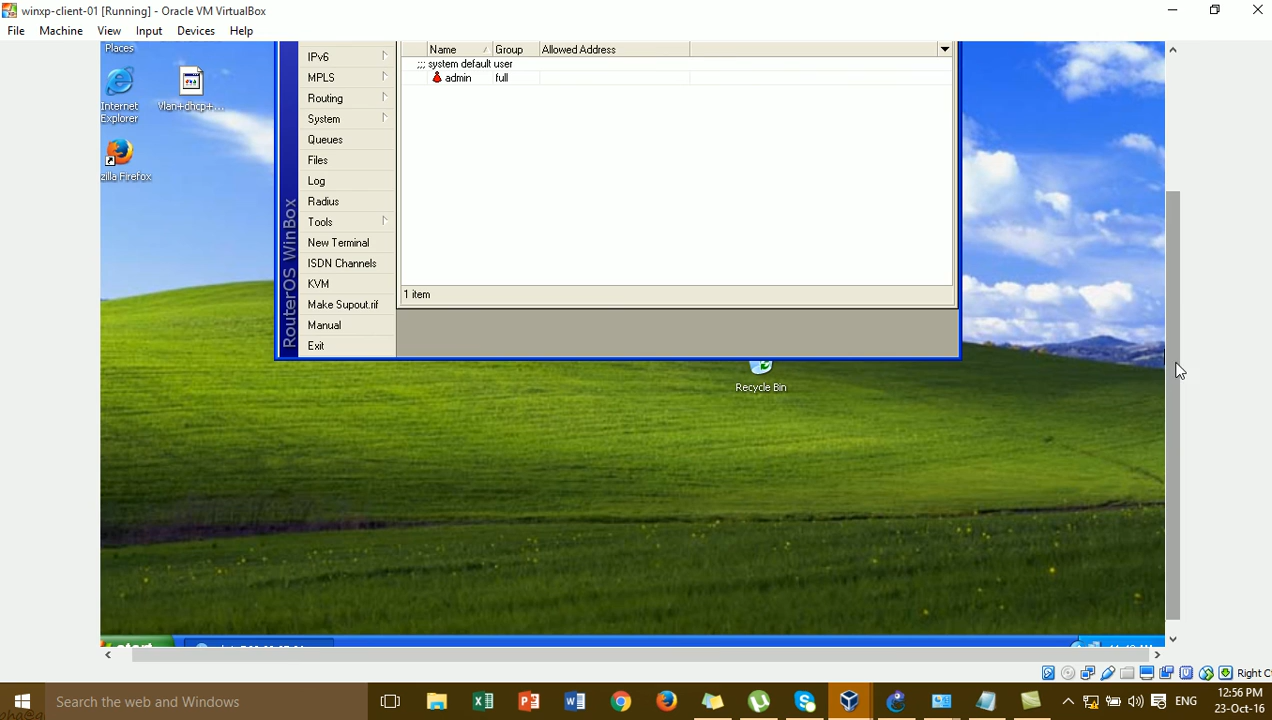 winxp-client-01 [Running] - Oracle VM VirtualBox
File Machine View Input Devices Help
Places
Internet
Explorer
Vlan+dhcp+...
zilla Firefox
IPv6
MPLS
Routing
System
Queues
Files
Log
Radius
Tools
New Terminal
ISDN Channels
KVM
Make Supout.rif
Manual
Exit
RouterOS WinBox
Name Group Allowed Address
;;; system default user
admin full
1 item
Recycle Bin
Right C
Search the web and Windows
ENG
12:56 PM
23-Oct-16